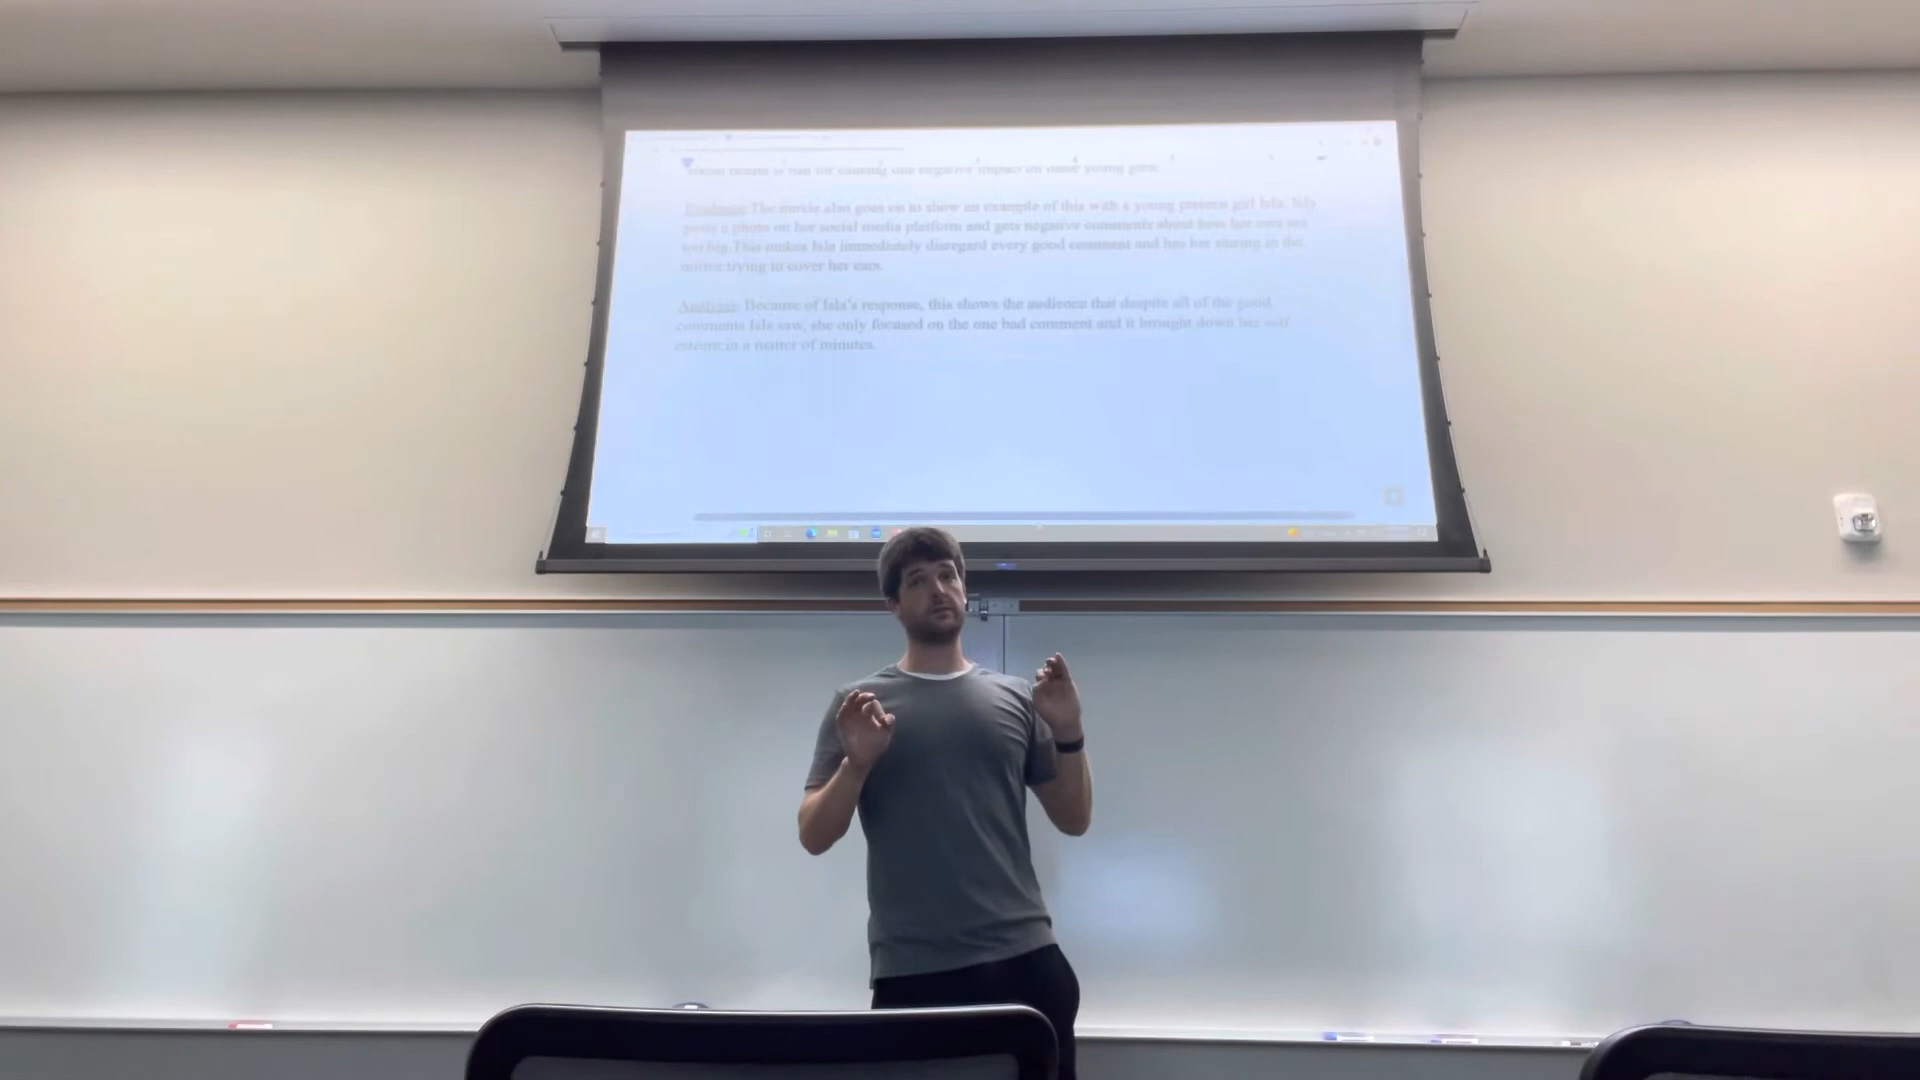 social media is root for causing the negative impact on most young girls.
Evidence: The movie also goes on to show an example of this with a young preteen girl Isla. Isla
posts a photo on her social media platform and gets negative comments about how her ears are
too big.This makes Isla immediately disregard every good comment and has her staring in the
mirror trying to cover her ears.
Analysis: Because of Isla's response, this shows the audience that despite all of the good
comments Isla saw, she only focused on the one bad comment and it brought down her self
esteem in a matter of minutes.